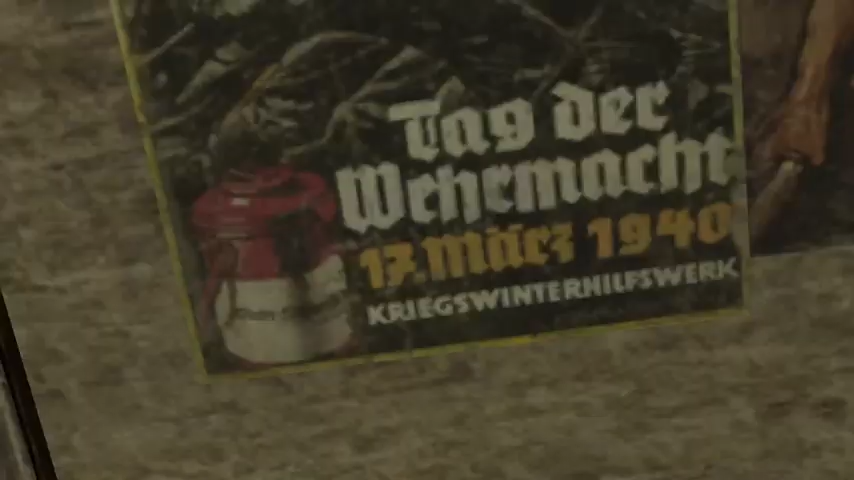 Tag der
Wehrmacht
17. März 1940
KRIEGSWINTERHILFSWERK